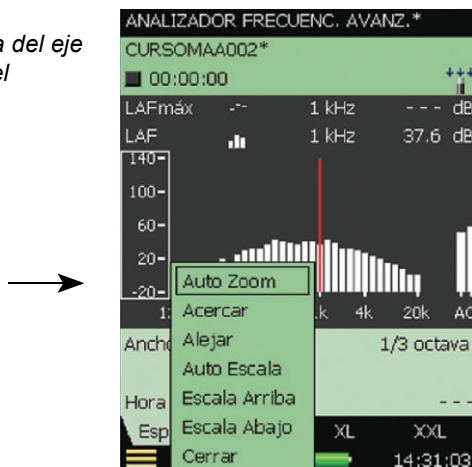 a del eje
el
ANALIZADOR FRECUENC. AVANZ.*
CURSOMAA002*
00:00:00
LAFmáx 1 kHz --- dB
LAF 1 kHz 37.6 dB
140
100
60
20
-20
k 4k 20k
Auto Zoom
Acercar
Alejar
Auto Escala
Escala Arriba
Escala Abajo
Cerrar
1/3 octava
Hora ---
XL XXL
14:31:03